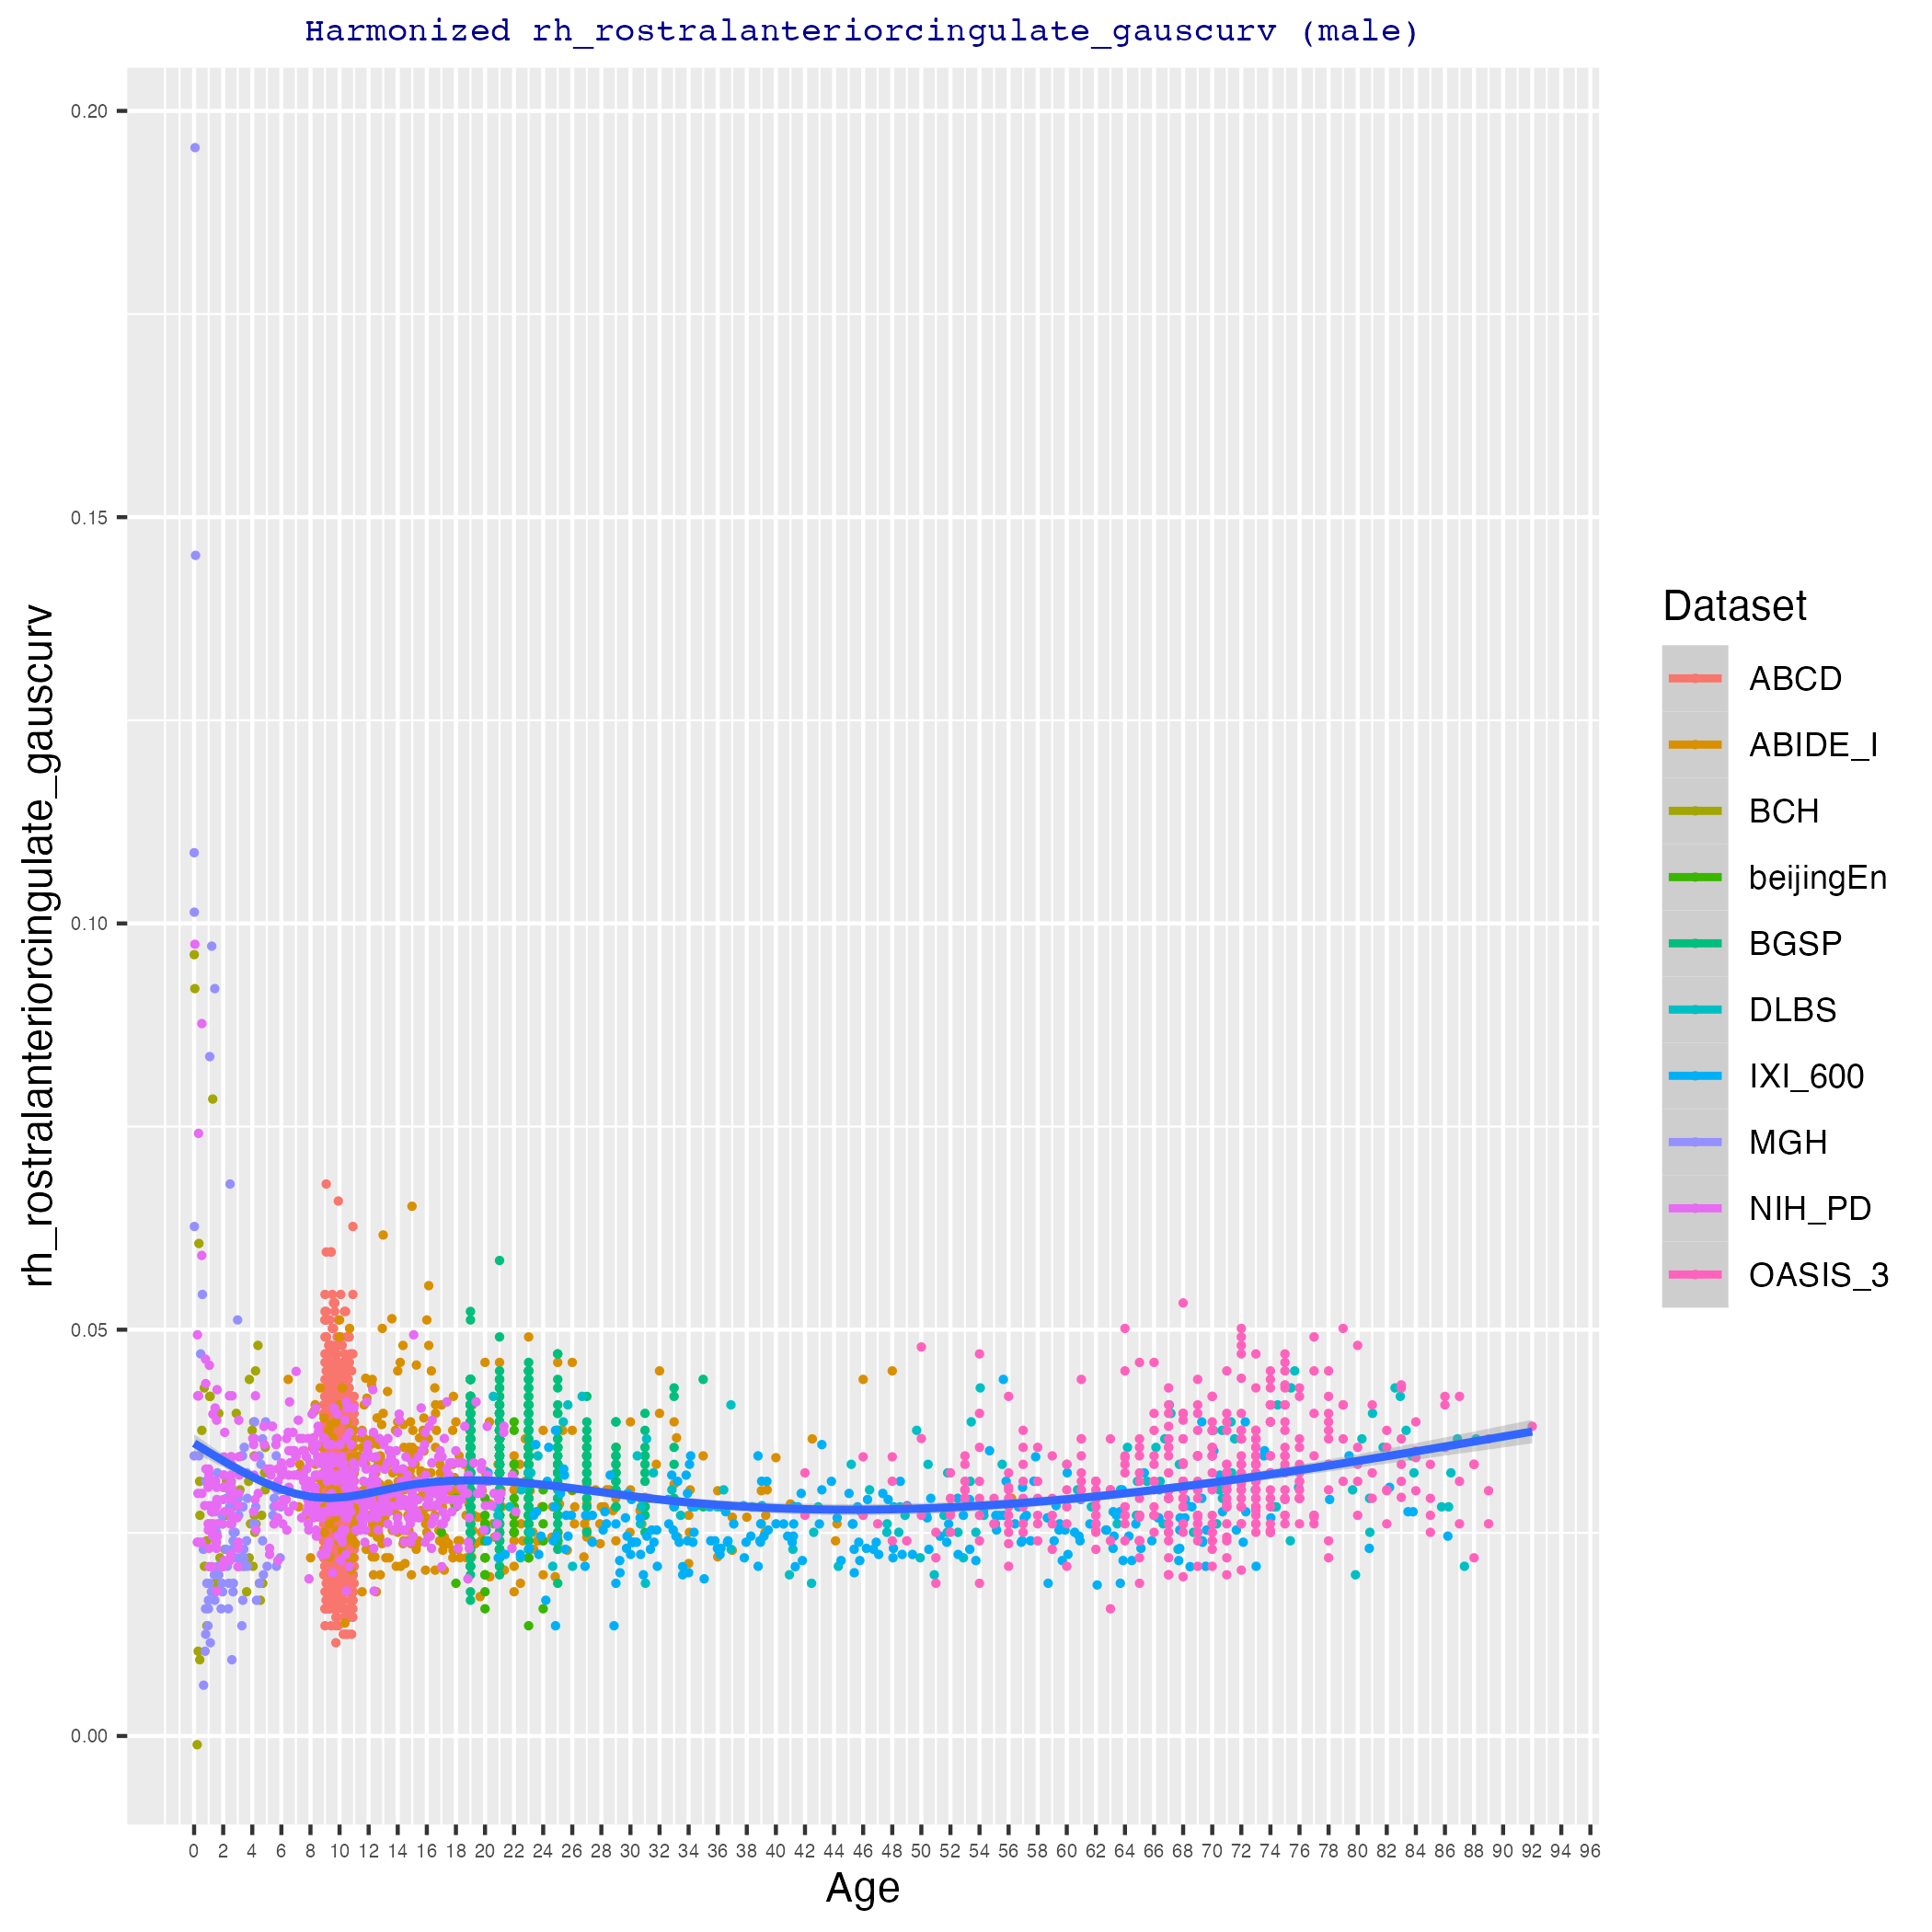 Harmonized rh_rostralanteriorcingulate_gauscurv (male)
rh_rostralanteriorcingulate_gauscurv
0.20
0.15
0.10
0.05
0.00
0 2 4 6 8 10 12 14 16 18 20 22 24 26 28 30 32 34 36 38 40 42 44 46 48 50 52 54 56 58 60 62 64 66 68 70 72 74 76 78 80 82 84 86 88 90 92 94 96
Age
Dataset
ABCD
ABIDE_I
BCH
beijingEn
BGSP
DLBS
IXI_600
MGH
NIH_PD
OASIS_3